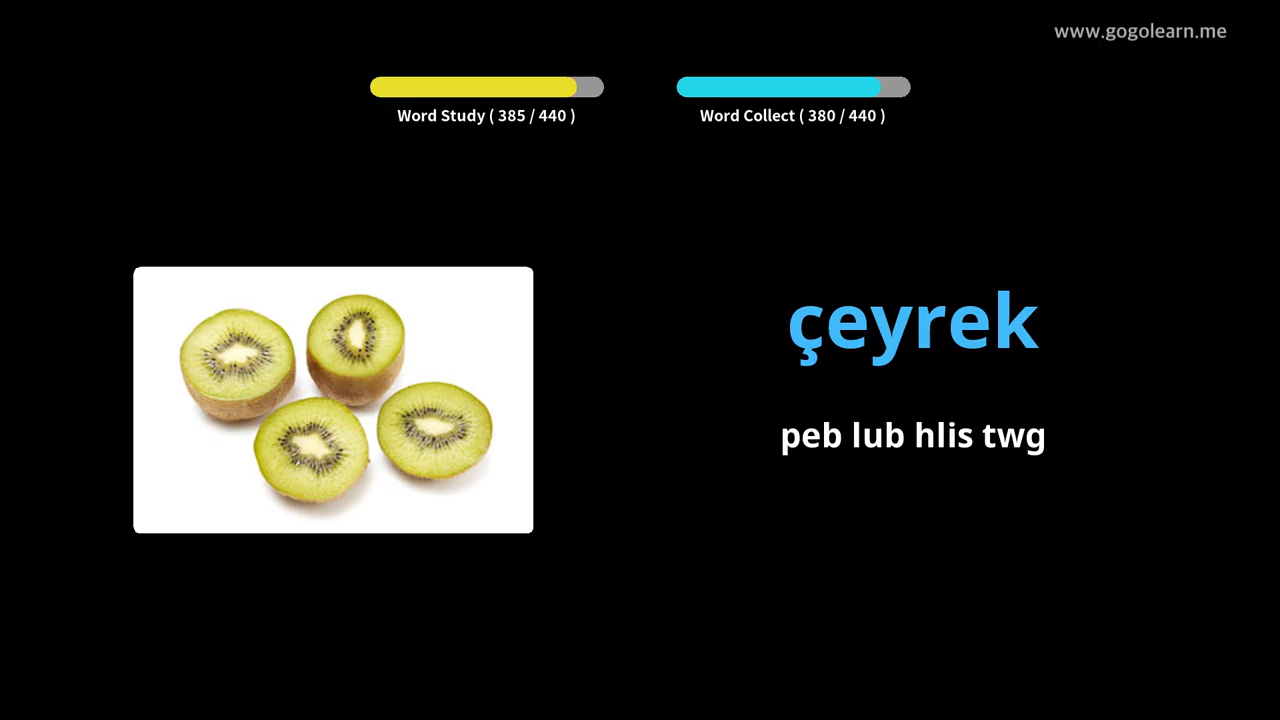 www.gogolearn.me
Word Study ( 385 / 440 )
Word Collect ( 380 / 440 )
çeyrek
peb lub hlis twg